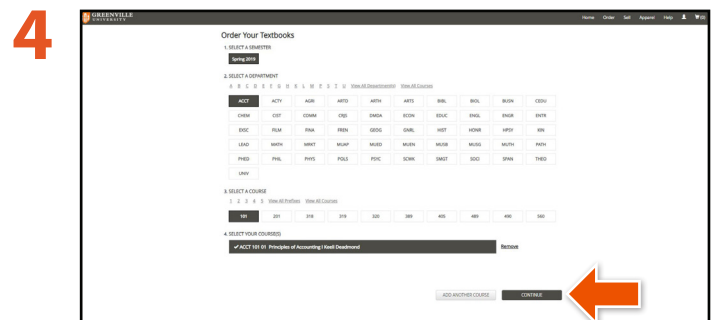 4
GREENVILLE
UNIVERSITY
Home Order Sell Apparel Help (0)
Order Your Textbooks
1. SELECT A SEMESTER
Spring 2019
2. SELECT A DEPARTMENT
A B C D E F G H K L M P S T U View All Department(s) View All Courses
ACCT ACTY AGRI ARTD ARTH ARTS BIBL BIOL BUSN CEDU
CHEM CIST COMM CRJS DMDA ECON EDUC ENGL ENGR ENTR
EXSC FILM FINA FREN GEOG GNRL HIST HONR HPDY KIN
LEAD MATH MRKT MUAP MUED MUEN MUSB MUSG MUTH PATH
PHED PHIL PHYS POLS PSYC SCWK SMGT SOCI SPAN THEO
UNIV
3. SELECT A COURSE
1 2 3 4 5 View All Prefixes View All Courses
101 201 318 319 320 389 405 489 490 560
4. SELECT YOUR COURSE(S)
✔ ACCT 101 01 Principles of Accounting I Keell Deadmond Remove
ADD ANOTHER COURSE CONTINUE